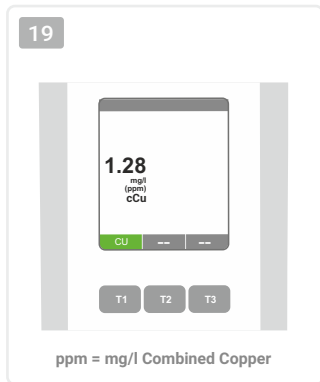 19
1.28
mg/l
(ppm)
cCu
CU -- --
T1 T2 T3
ppm = mg/l Combined Copper